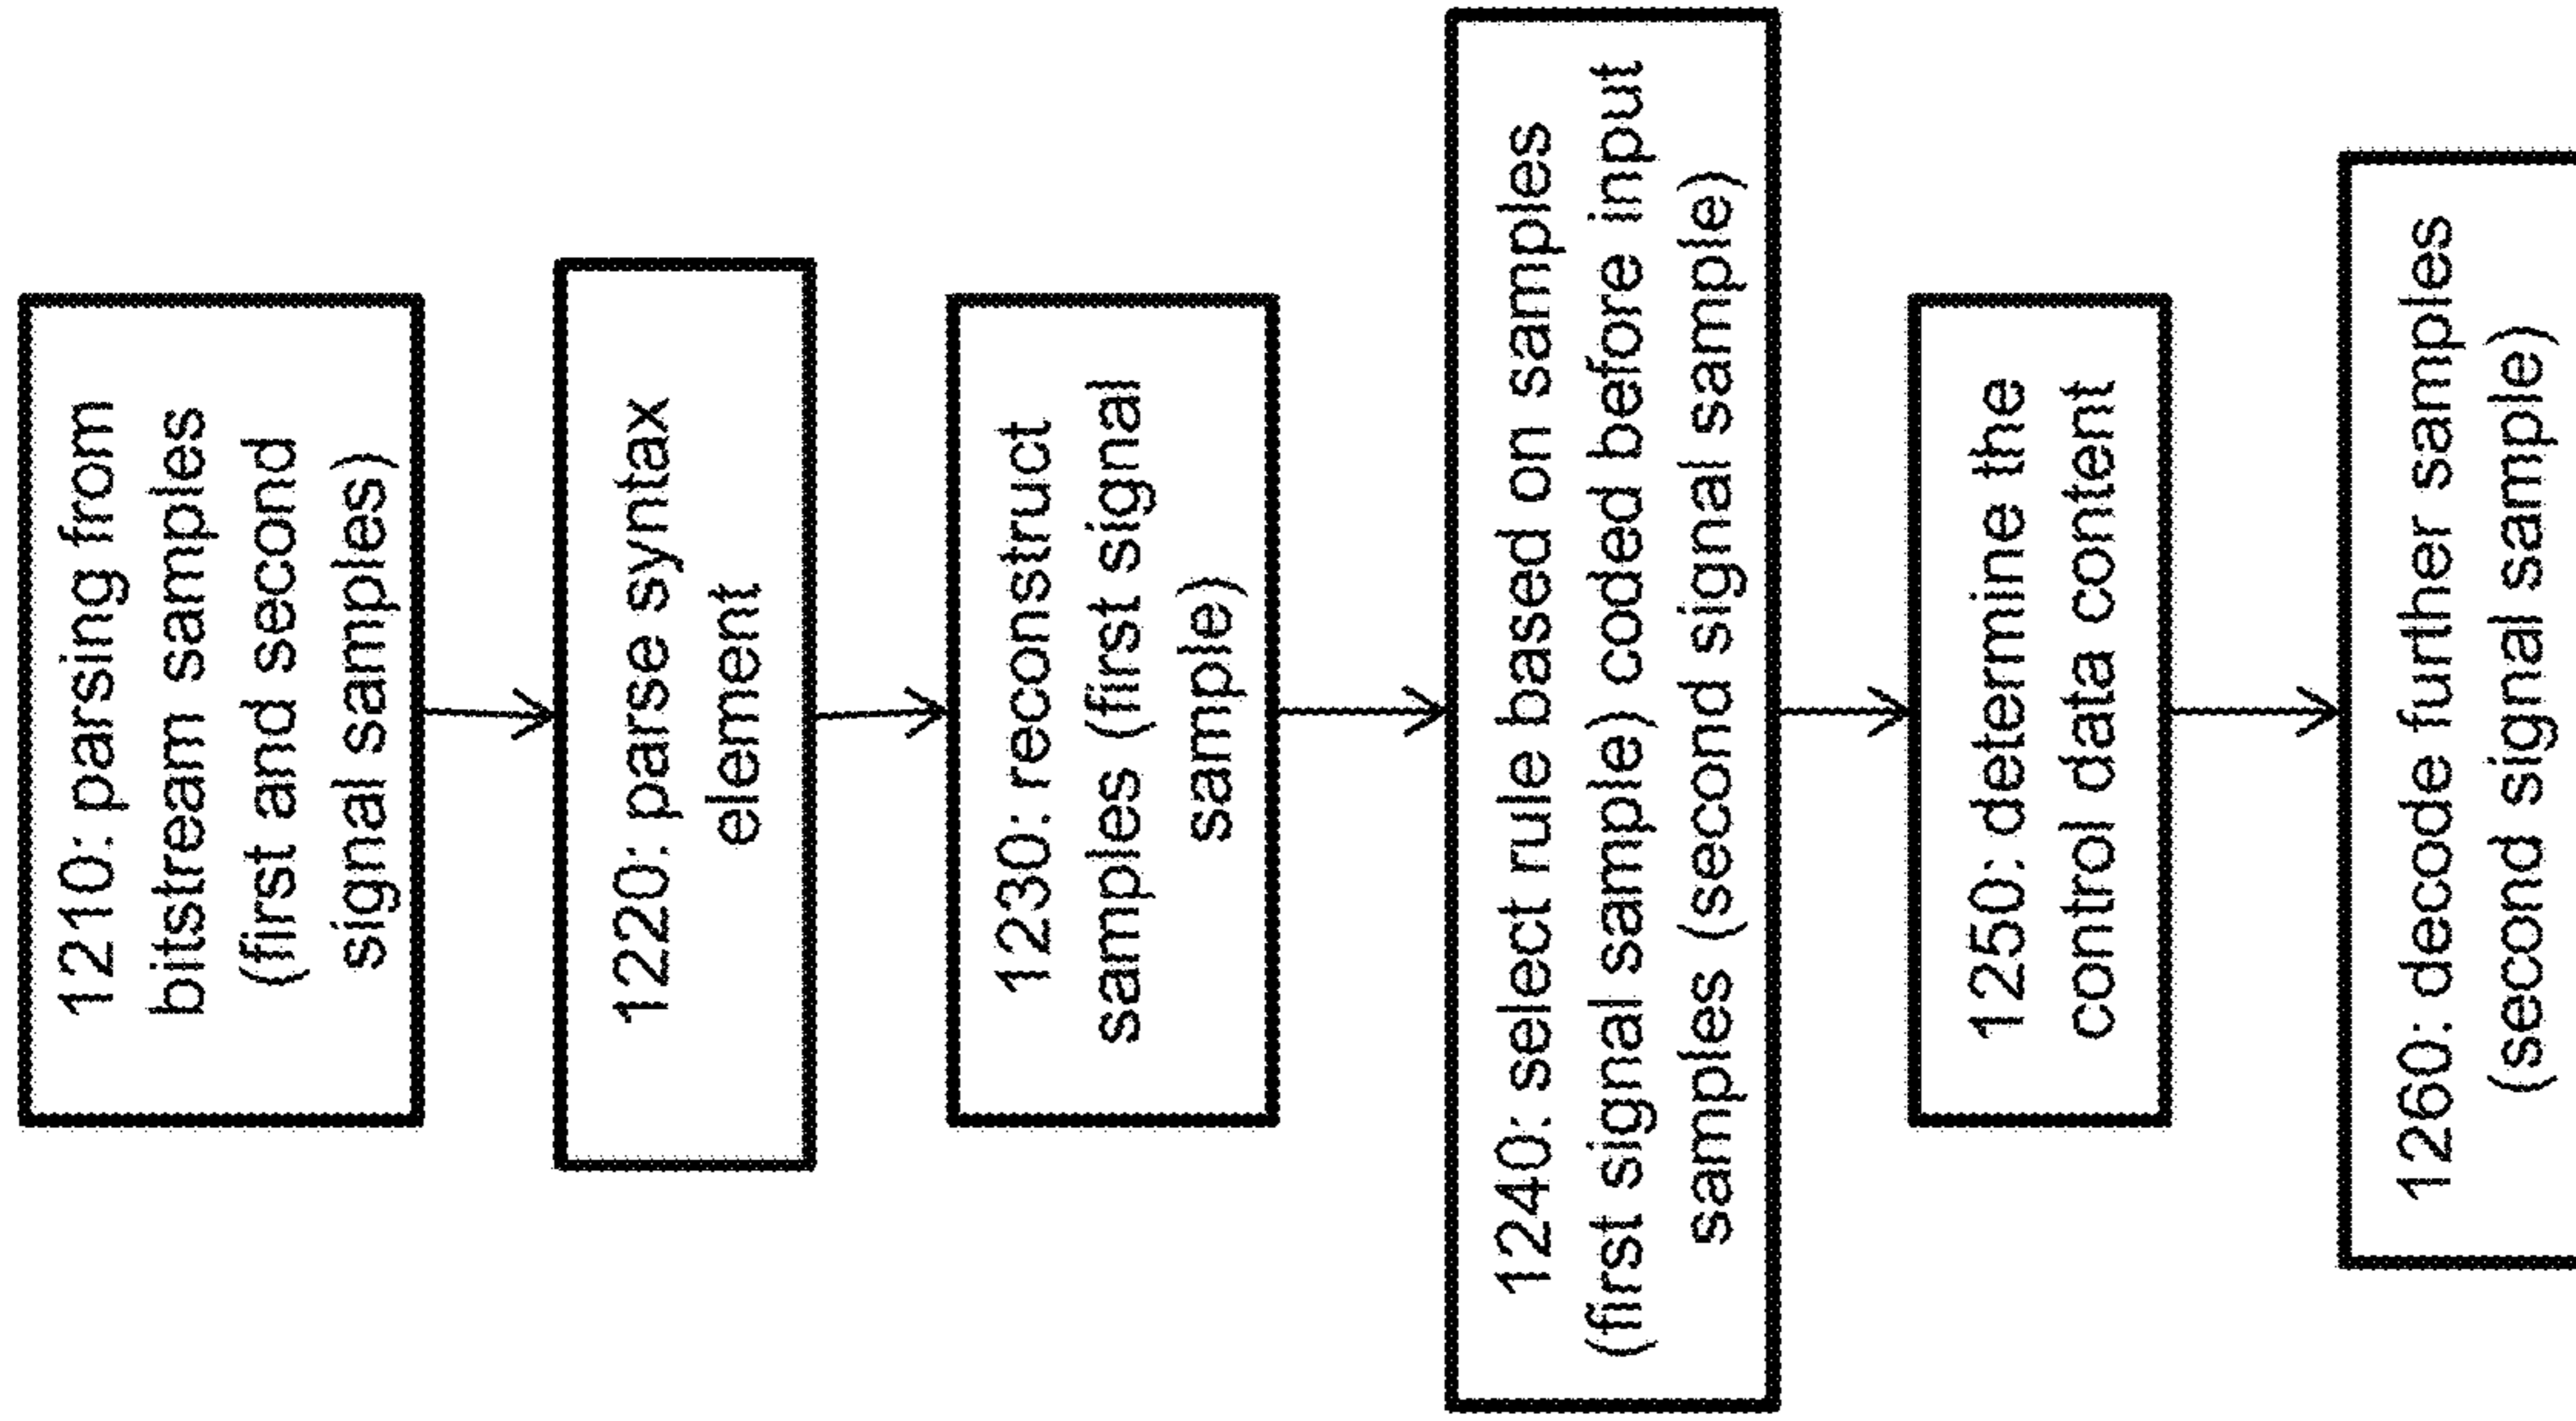 1210: parsing from
bitstream samples
(first and second
signal samples)
1220: parse syntax
element
1230: reconstruct
samples (first signal
sample)
1240: select rule based on samples
(first signal sample) coded before input
samples (second signal sample)
1250: determine the
control data content
1260: decode further samples
(second signal sample)